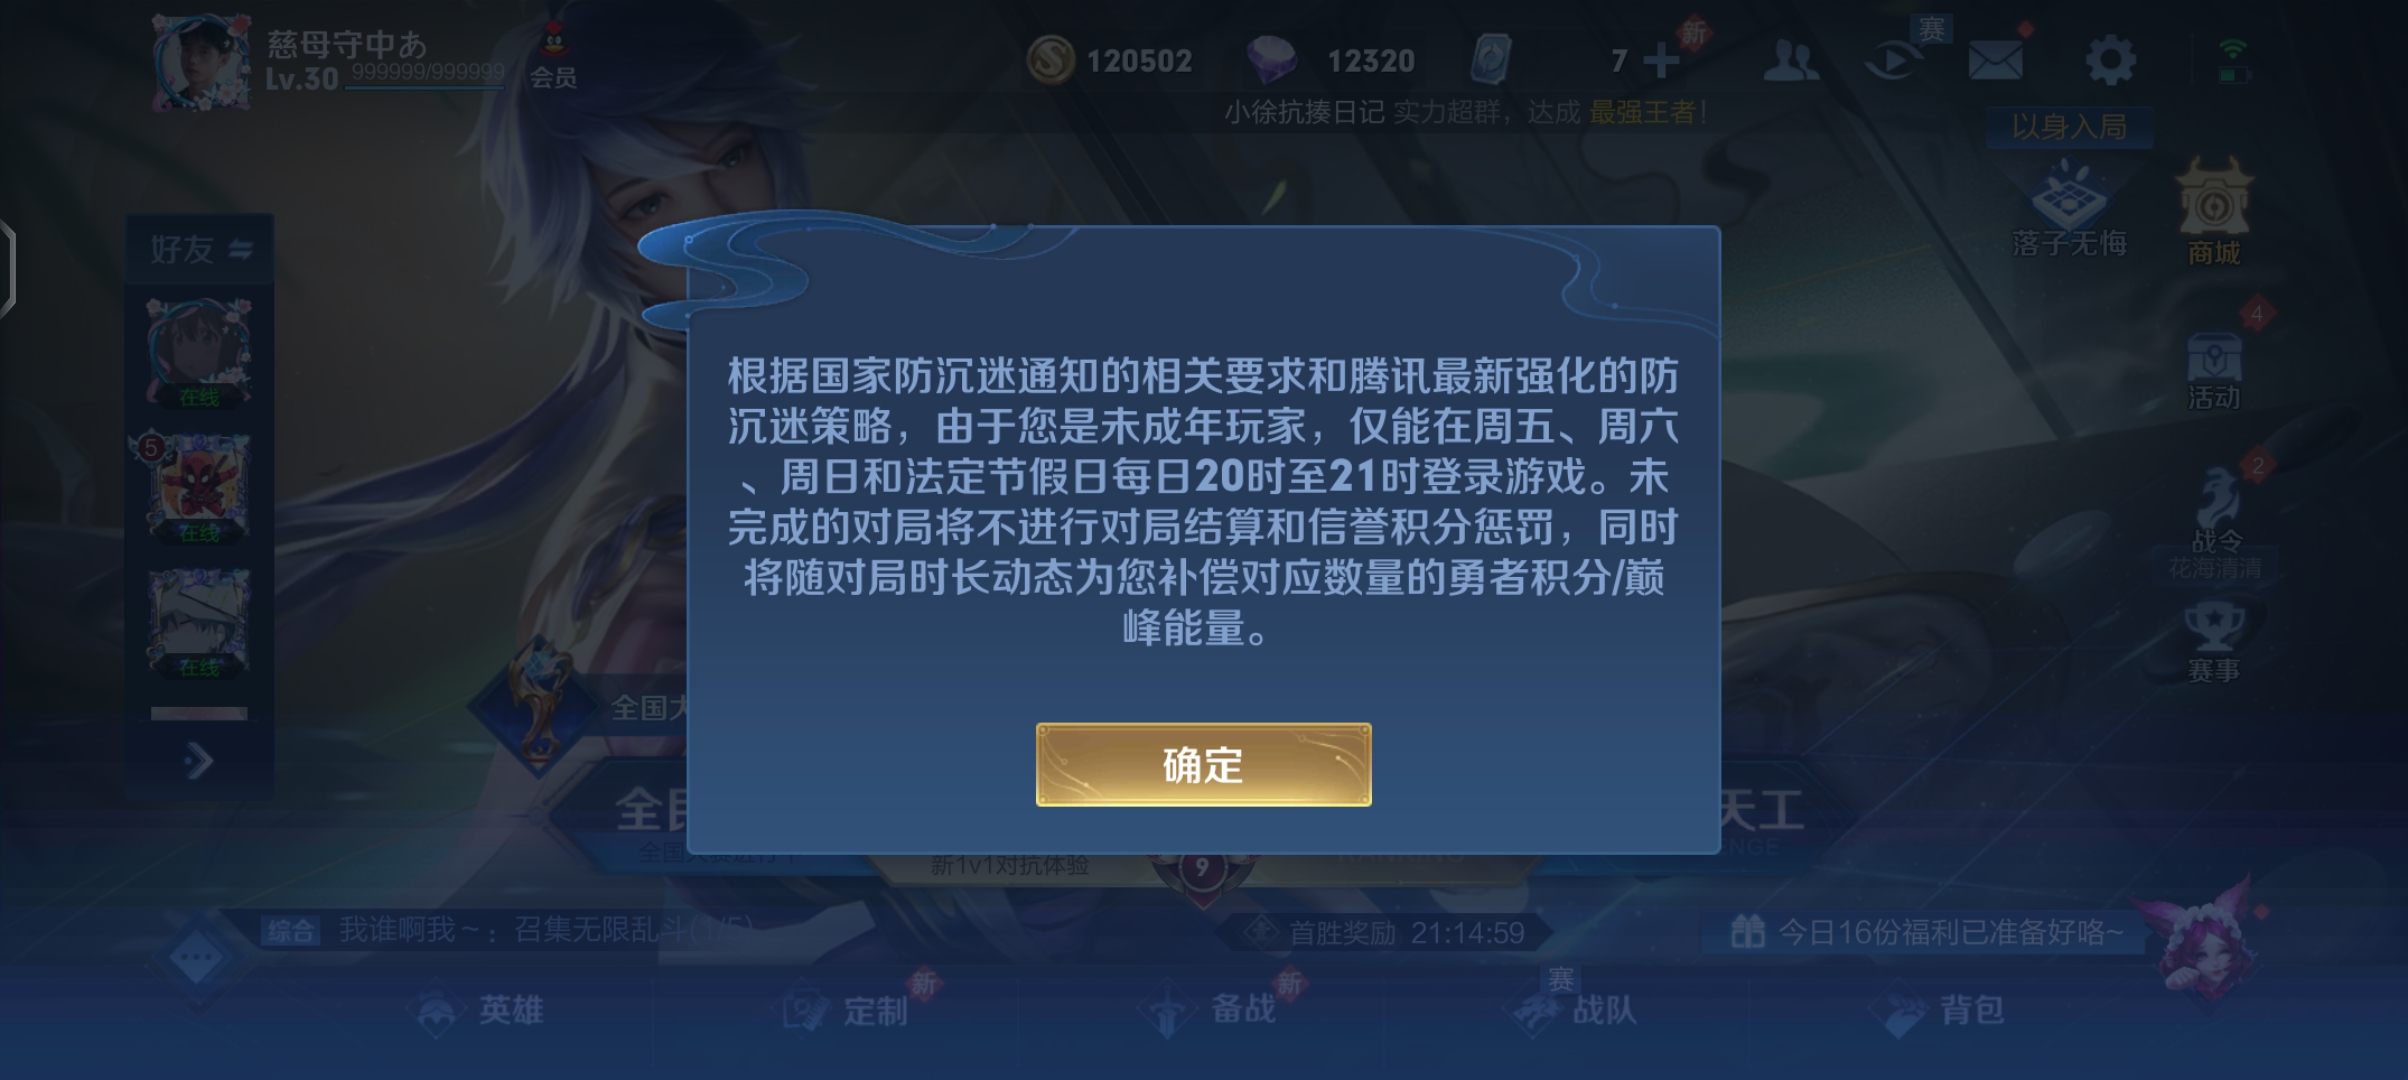 慈母守中あ
Lv.30 999999/999999
会员
120502
12320
7
新
赛
小徐抗揍日记 实力超群，达成 最强王者！
以身入局
落子无悔
商城
好友
在线
5
在线
在线
4
活动
2
战令
花海清清
赛事
根据国家防沉迷通知的相关要求和腾讯最新强化的防
沉迷策略，由于您是未成年玩家，仅能在周五、周六
、周日和法定节假日每日20时至21时登录游戏。未
完成的对局将不进行对局结算和信誉积分惩罚，同时
将随对局时长动态为您补偿对应数量的勇者积分/巅
峰能量。
确定
全国大
全民
天工
新1v1对抗体验
RANKING
9
综合 我谁啊我～：召集无限乱斗(1/5)
首胜奖励 21:14:59
今日16份福利已准备好咯~
英雄
定制
新
备战
新
战队
赛
背包